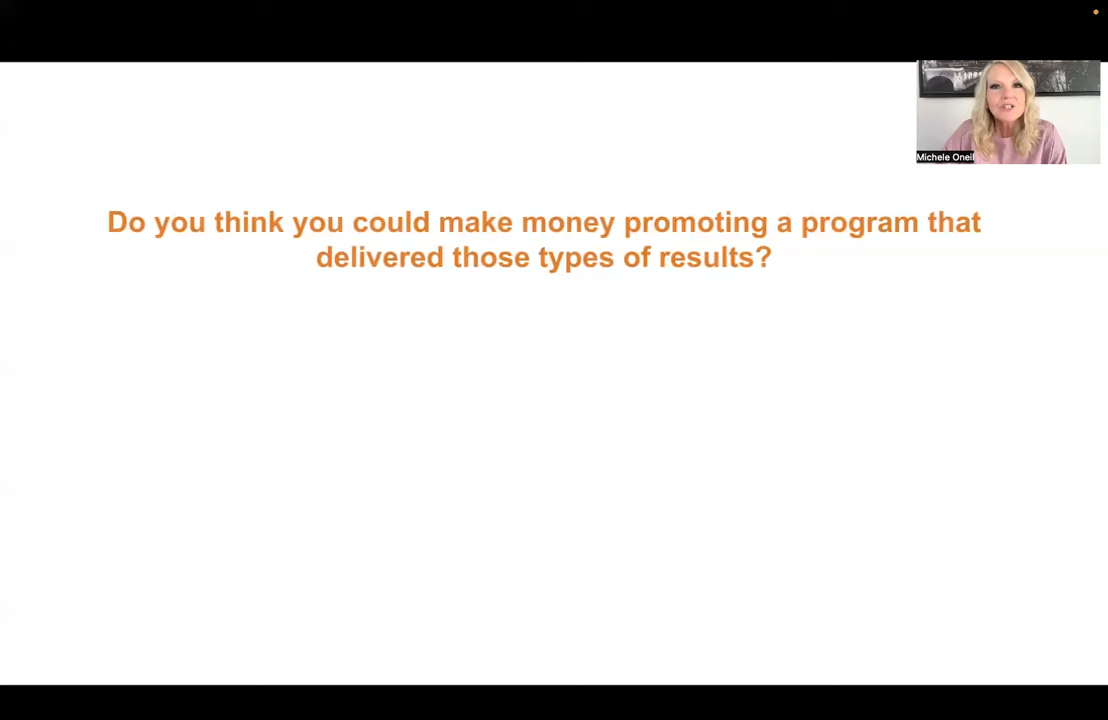 Michele Oneil
Do you think you could make money promoting a program that
delivered those types of results?